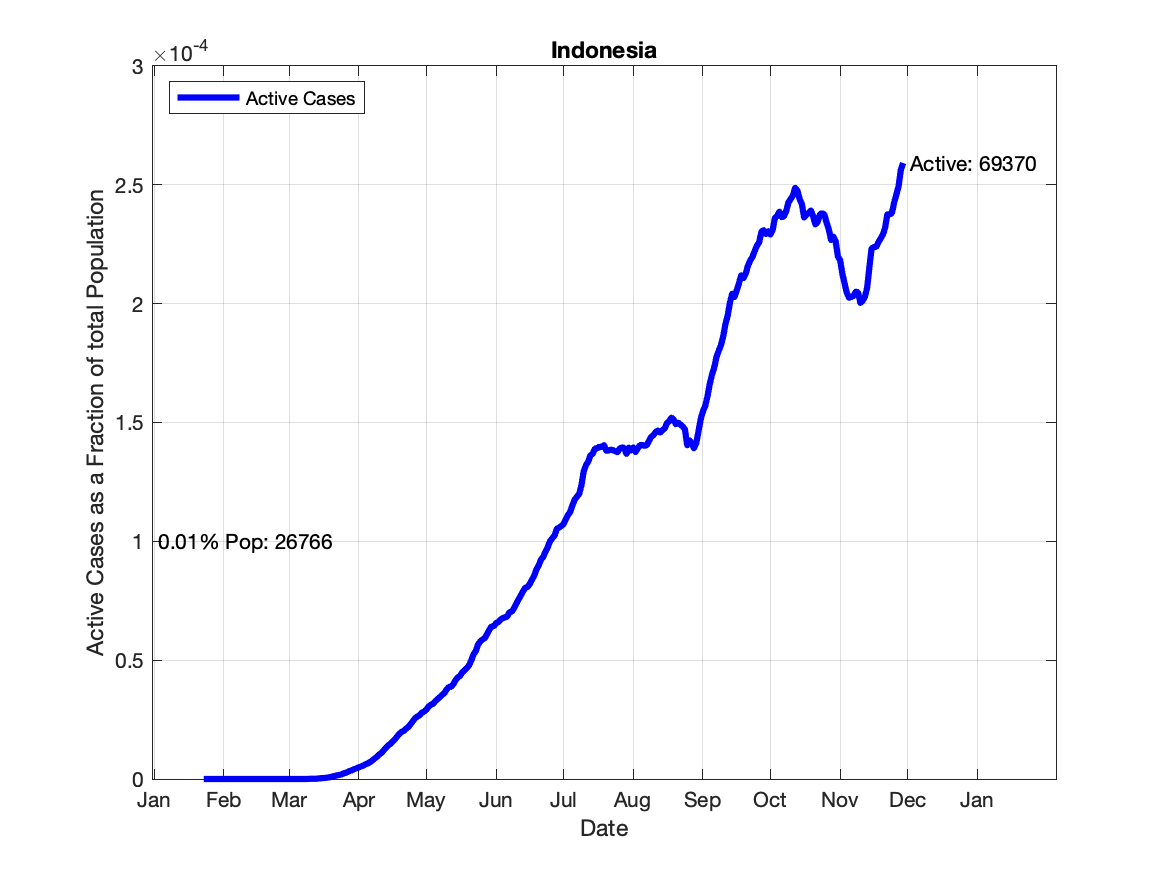 Indonesia
×10-4
3
2.5
2
1.5
1
0.5
0
Active Cases
Active: 69370
0.01% Pop: 26766
Active Cases as a Fraction of total Population
Jan Feb Mar Apr May Jun Jul Aug Sep Oct Nov Dec Jan
Date